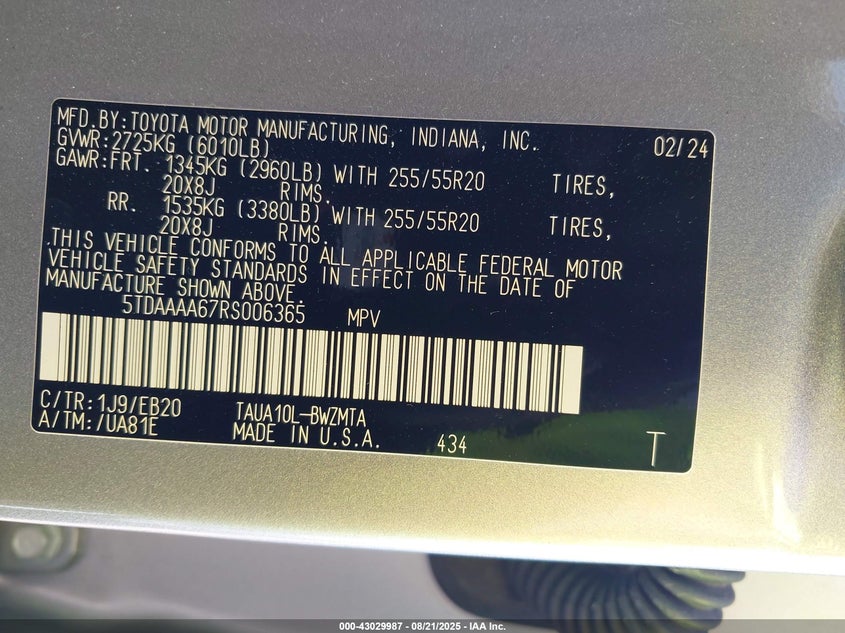 MFD.BY:TOYOTA MOTOR MANUFACTURING, INDIANA, INC. 02/24
GVWR:2725KG (6010LB)
GAWR:FRT. 1345KG (2960LB) WITH 255/55R20 TIRES,
20X8J RIMS.
RR. 1535KG (3380LB) WITH 255/55R20 TIRES,
20X8J RIMS.
THIS VEHICLE CONFORMS TO ALL APPLICABLE FEDERAL MOTOR
VEHICLE SAFETY STANDARDS IN EFFECT ON THE DATE OF
MANUFACTURE SHOWN ABOVE.
5TDAAAA67RS006365 MPV
C/TR:1J9/EB20 TAUA10L-BWZMTA
A/TM:/UA81E MADE IN U.S.A. 434 T
000-43029987 - 08/21/2025 - IAA Inc.